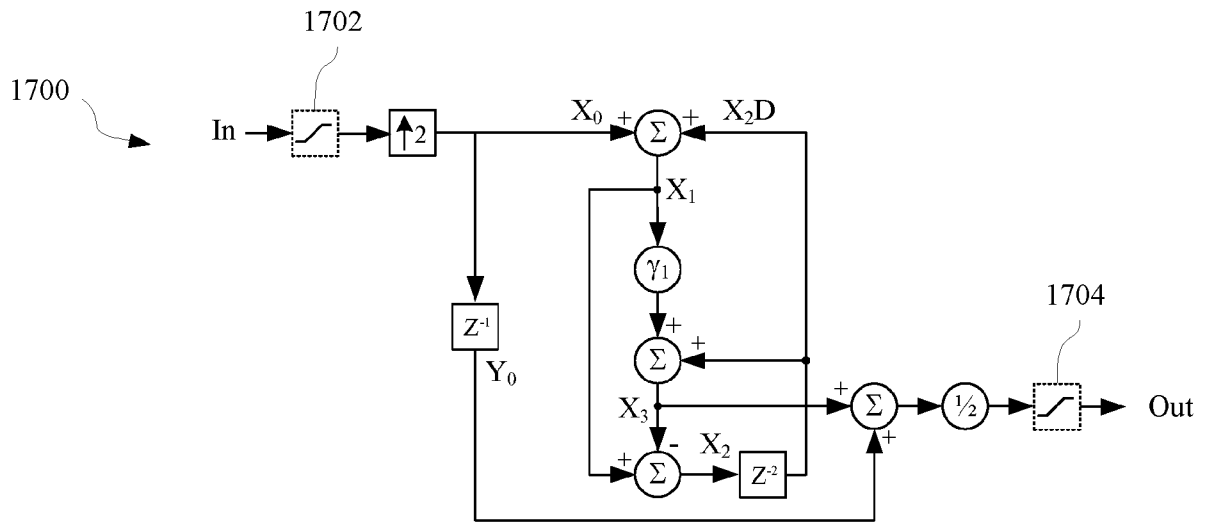 1702
1700
In
↑2
X₀
+
Σ
+
X₂D
X₁
γ₁
1704
Z⁻¹
+
Σ
+
Y₀
X₃
+
Σ
+
½
Out
-
X₂
+
Σ
Z⁻²